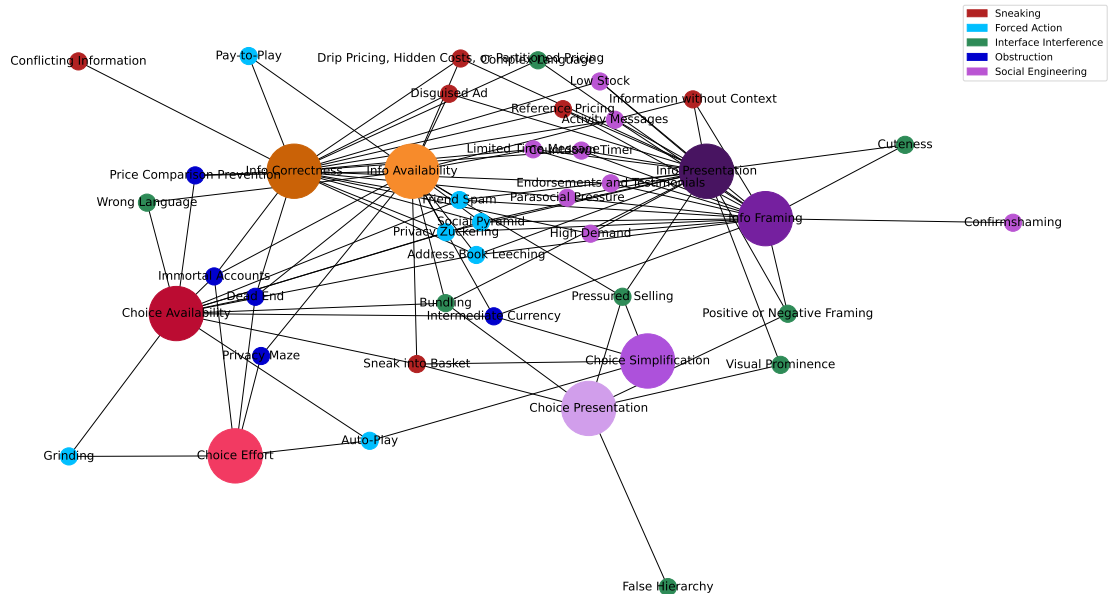 Sneaking
Forced Action
Interface Interference
Obstruction
Social Engineering
Conflicting Information
Pay-to-Play
Drip Pricing, Hidden Costs, or Partitioned Pricing
Complex Language
Low Stock
Disguised Ad
Information without Context
Reference Pricing
Activity Messages
Cuteness
Limited Time Message
Countdown Timer
Info Correctness
Info Availability
Info Presentation
Price Comparison Prevention
Endorsements and Testimonials
Parasocial Pressure
Wrong Language
Friend Spam
Info Framing
Social Pyramid
Confirmshaming
Privacy Zuckering
High Demand
Address Book Leeching
Immortal Accounts
Dead End
Pressured Selling
Bundling
Choice Availability
Intermediate Currency
Positive or Negative Framing
Privacy Maze
Sneak into Basket
Choice Simplification
Visual Prominence
Choice Presentation
Auto-Play
Grinding
Choice Effort
False Hierarchy